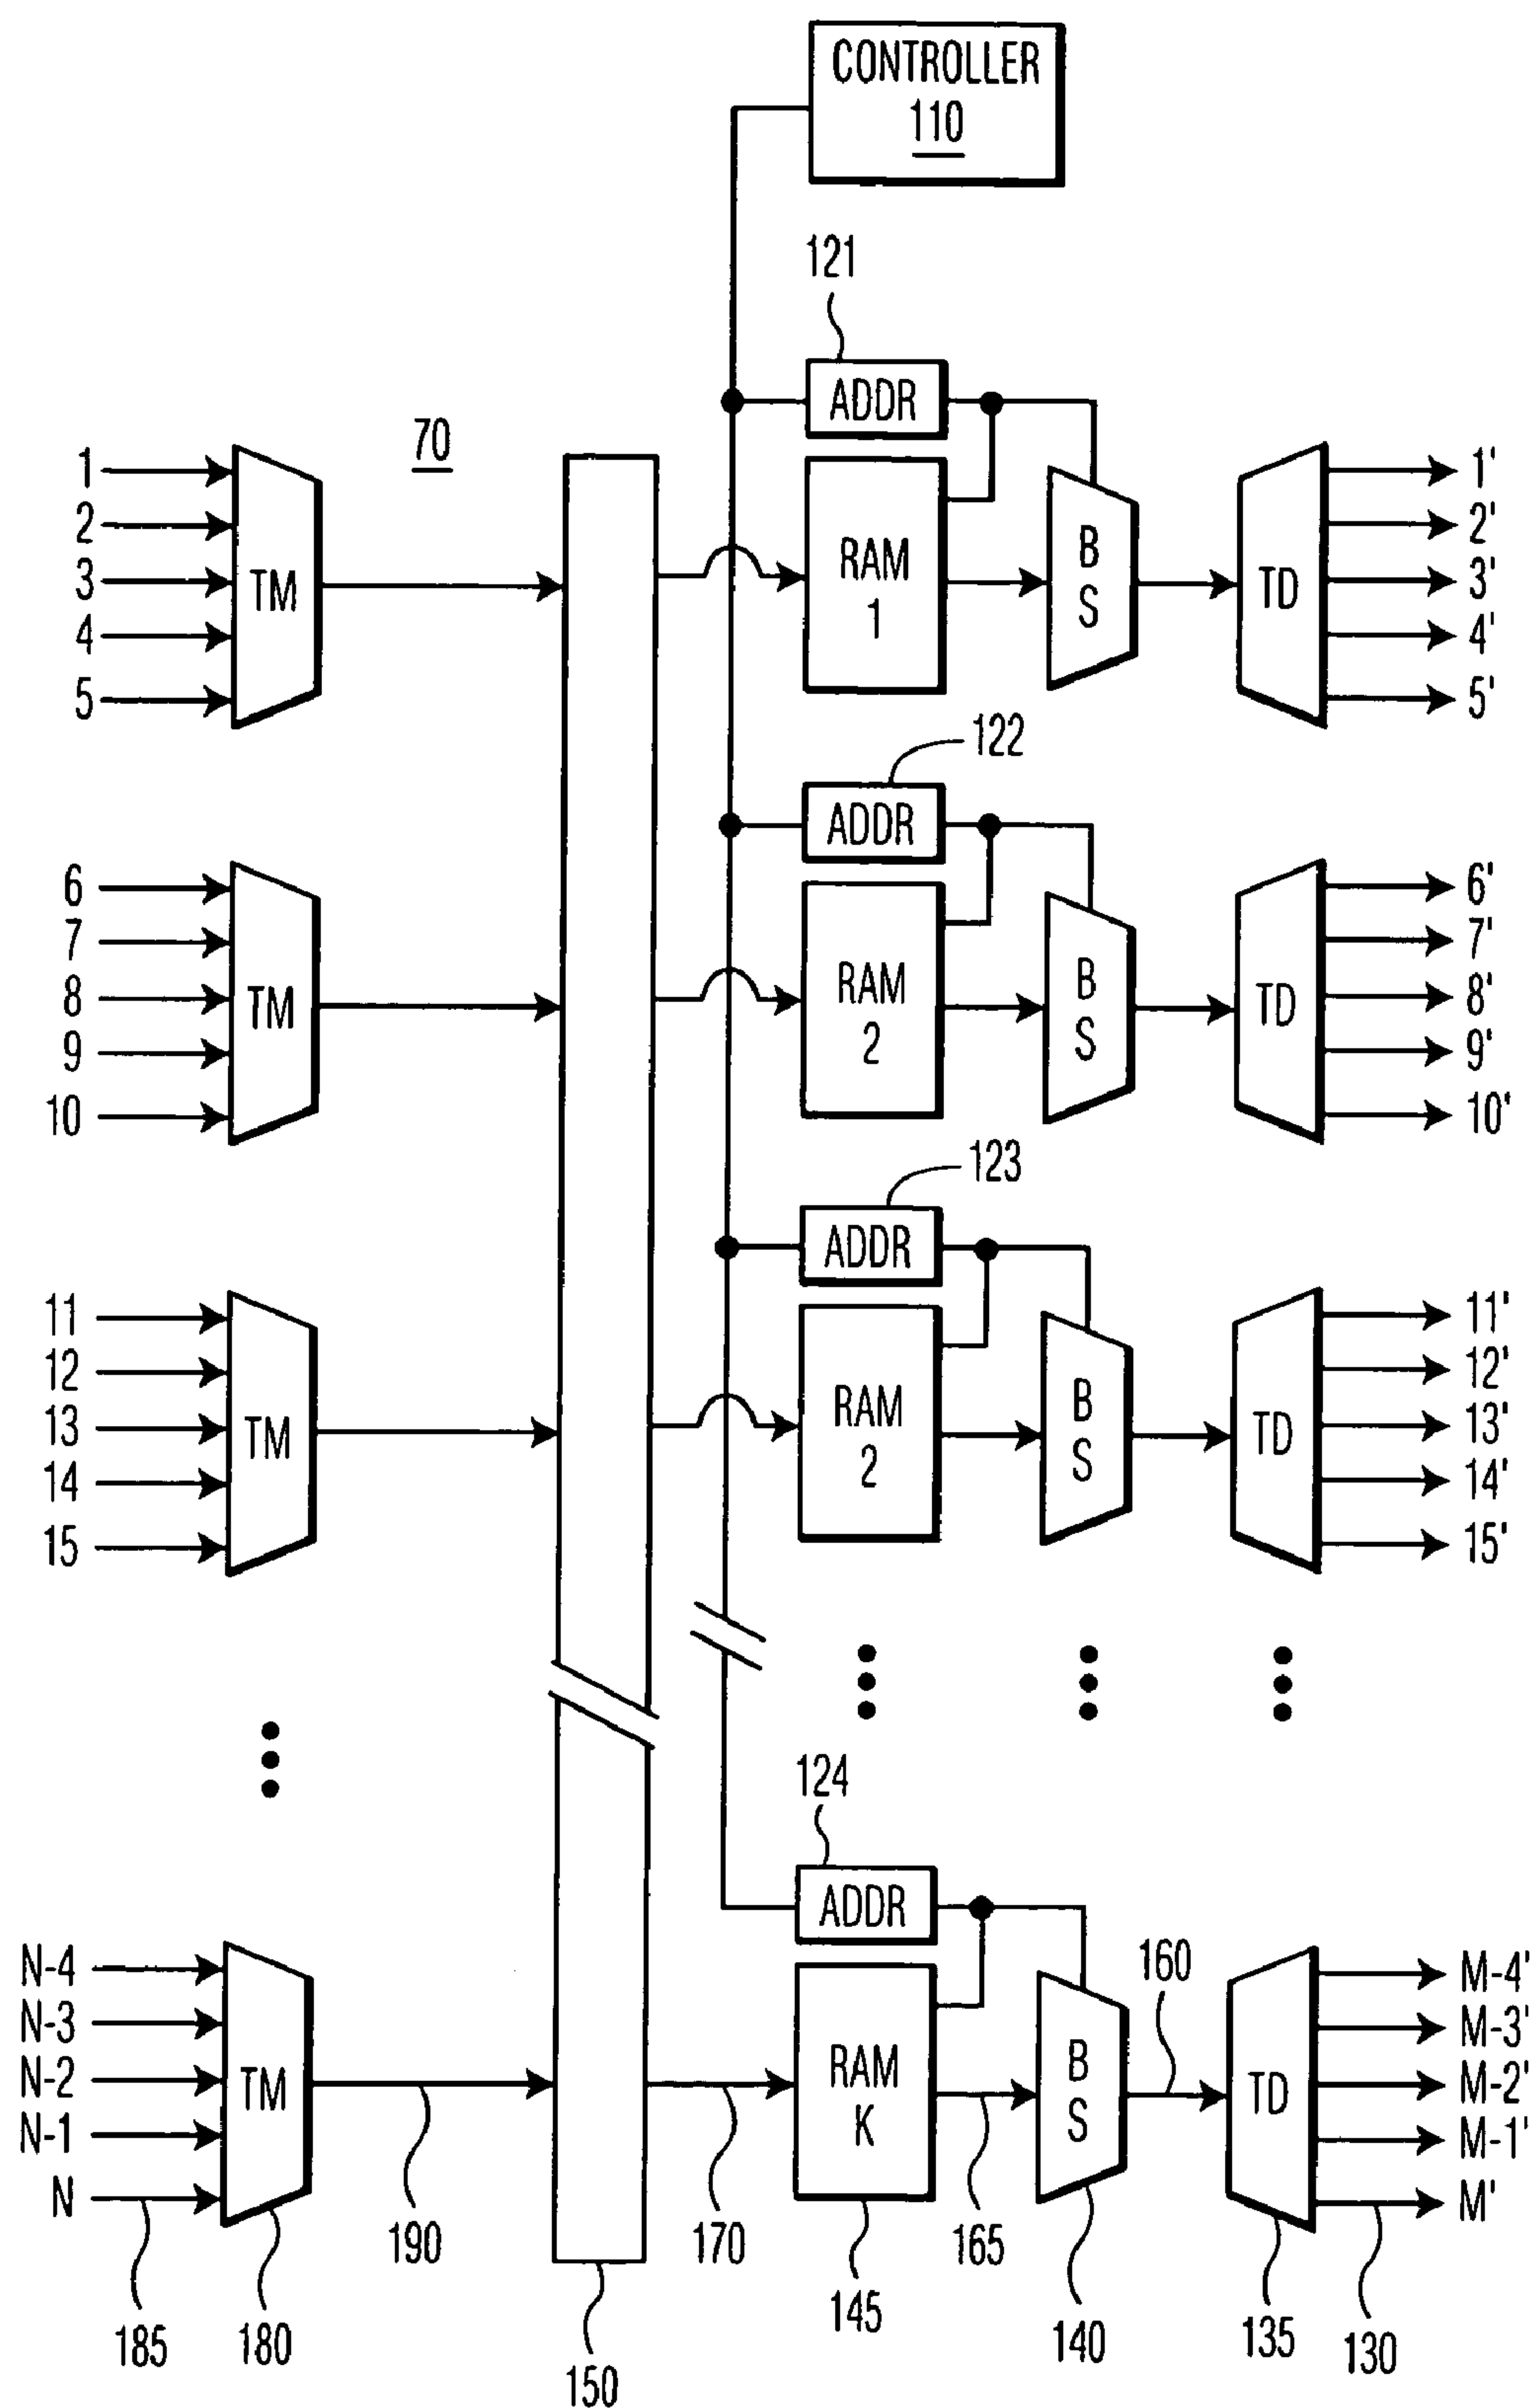 CONTROLLER
110
121
ADDR
70
1
2
3
4
5
TM
RAM
1
B
S
TD
1'
2'
3'
4'
5'
122
ADDR
6
7
8
9
10
TM
RAM
2
B
S
TD
6'
7'
8'
9'
10'
123
ADDR
11
12
13
14
15
TM
RAM
2
B
S
TD
11'
12'
13'
14'
15'
124
ADDR
N-4
N-3
N-2
N-1
N
TM
RAM
K
B
S
160
TD
M-4'
M-3'
M-2'
M-1'
M'
185
180
190
150
170
145
165
140
135
130